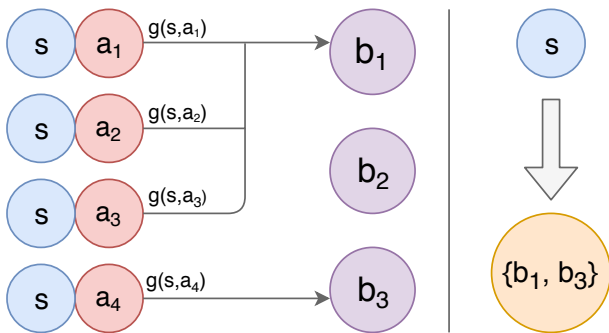 s a₁ g(s,a₁) b₁ s
s a₂ g(s,a₂)
b₂
s a₃ g(s,a₃)
s a₄ g(s,a₄) b₃ {b₁, b₃}